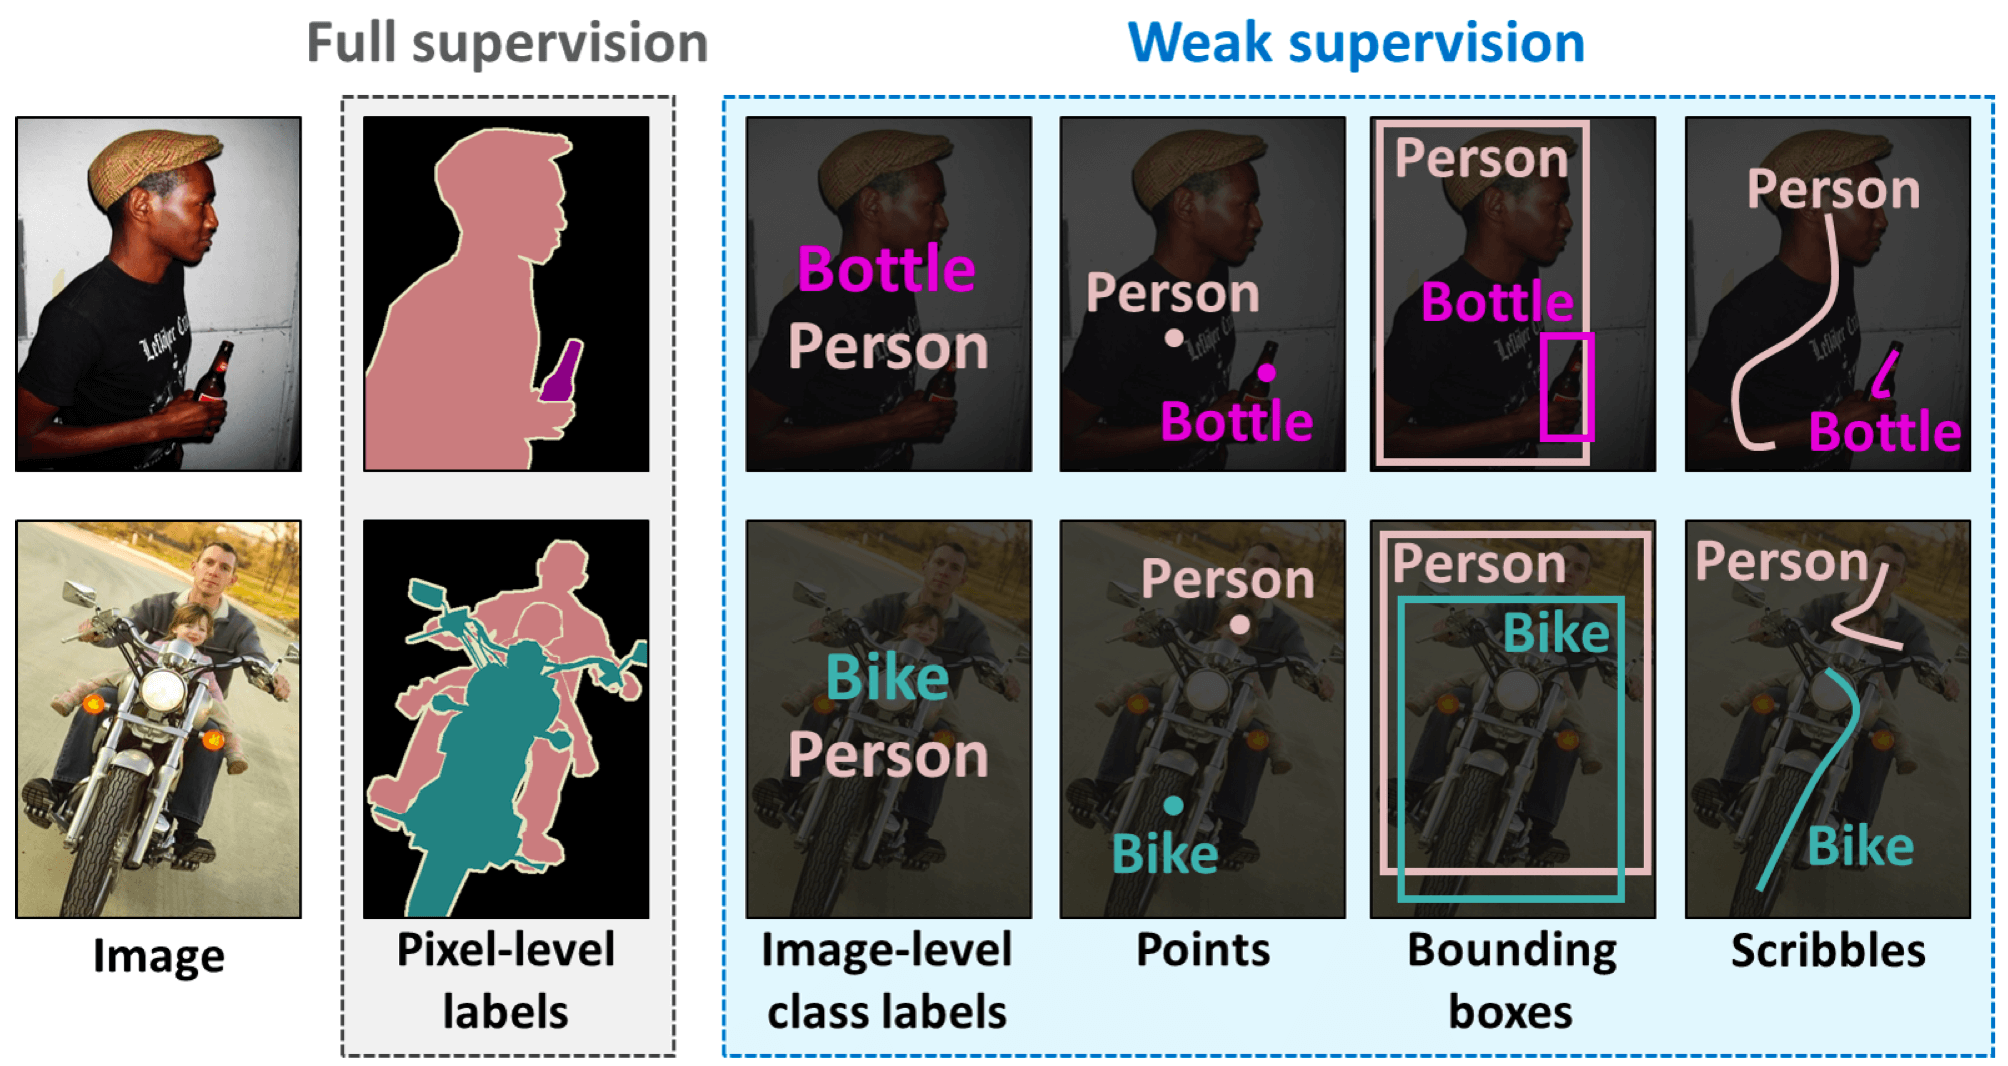 Full supervision
Weak supervision
Bottle
Person
Person
Bottle
Person
Bottle
Person
Bottle
Bike
Person
Person
Bike
Person
Bike
Person
Bike
Image
Pixel-level
labels
Image-level
class labels
Points
Bounding
boxes
Scribbles